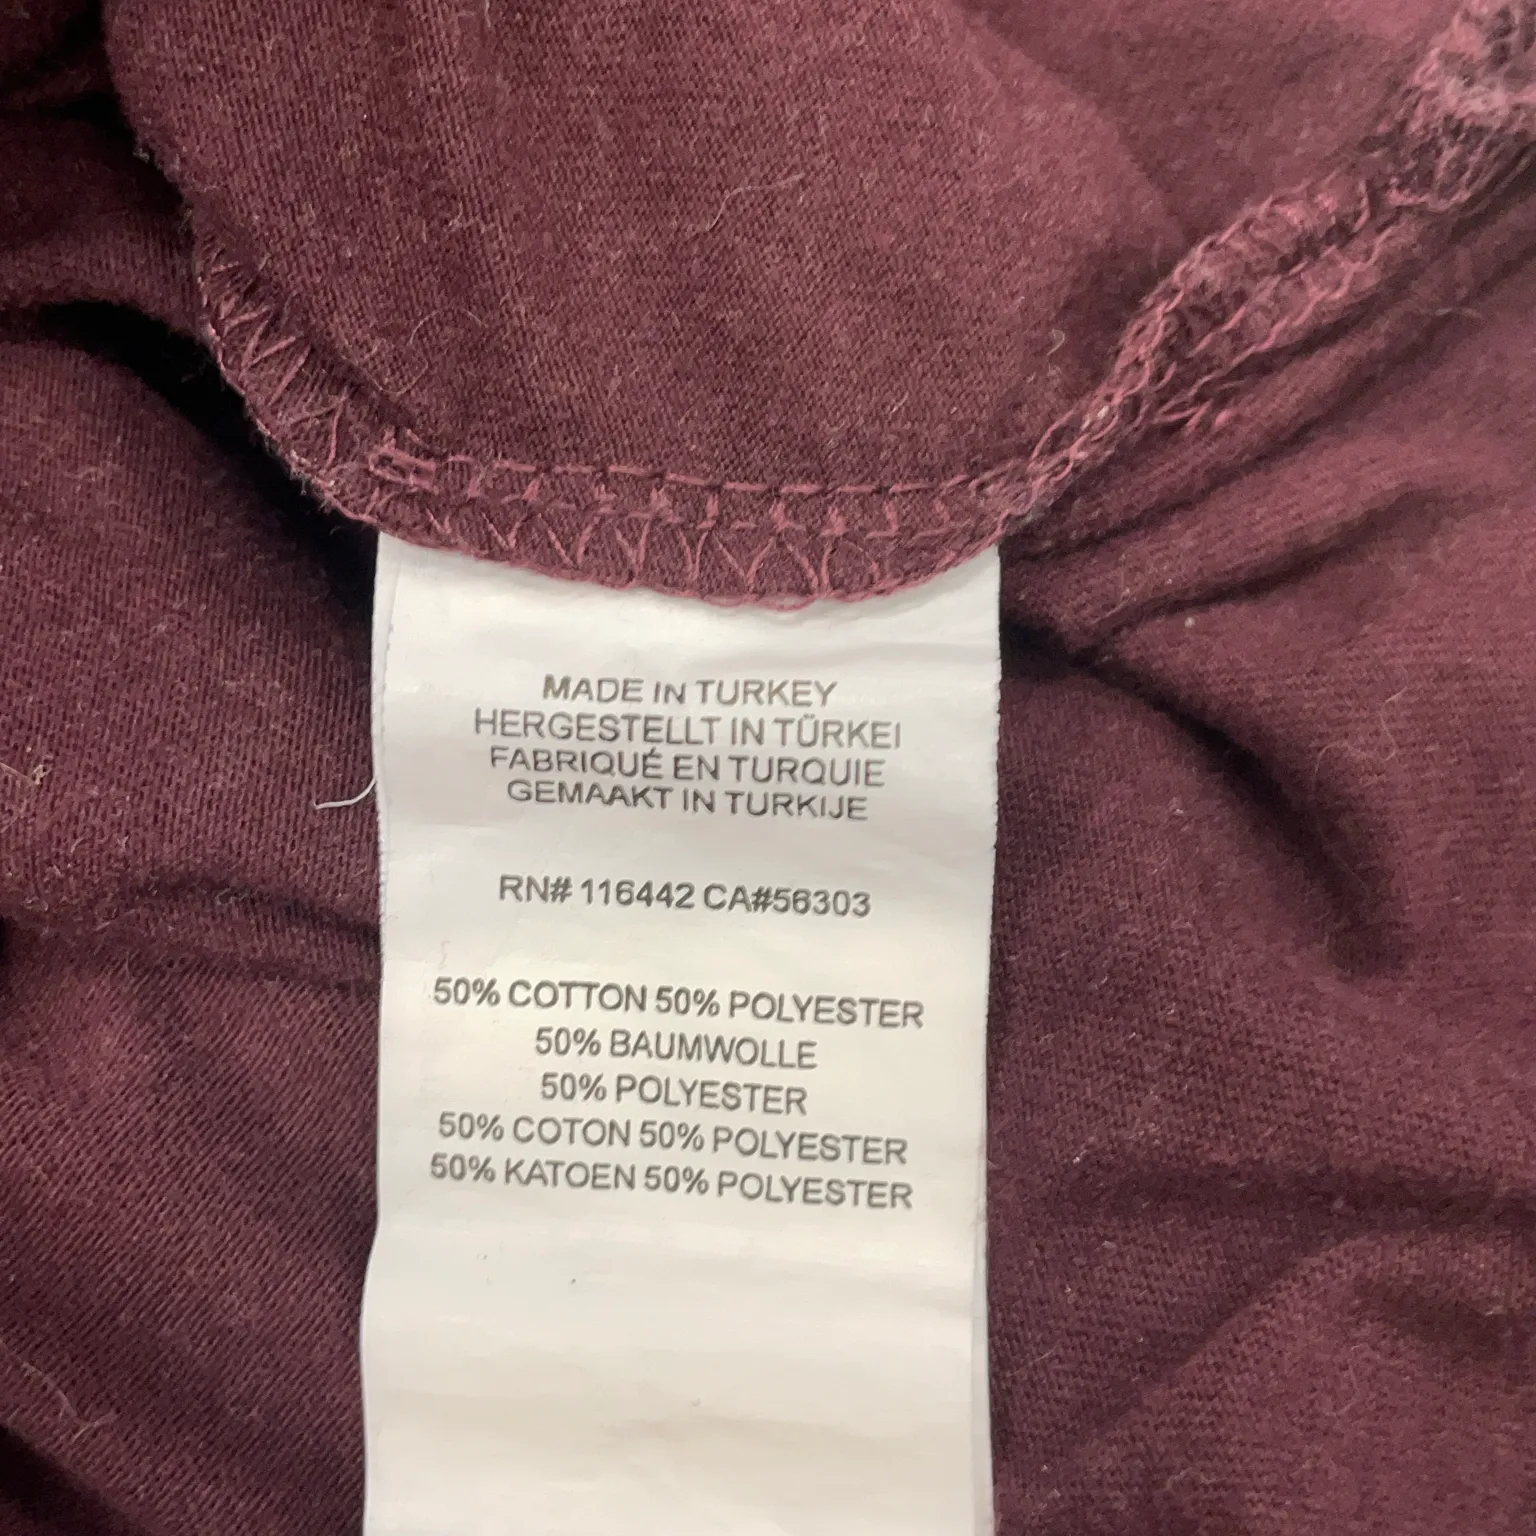 MADE IN TURKEY
HERGESTELLT IN TÜRKEI
FABRIQUÉ EN TURQUIE
GEMAAKT IN TURKIJE
RN# 116442 CA#56303
50% COTTON 50% POLYESTER
50% BAUMWOLLE
50% POLYESTER
50% COTON 50% POLYESTER
50% KATOEN 50% POLYESTER